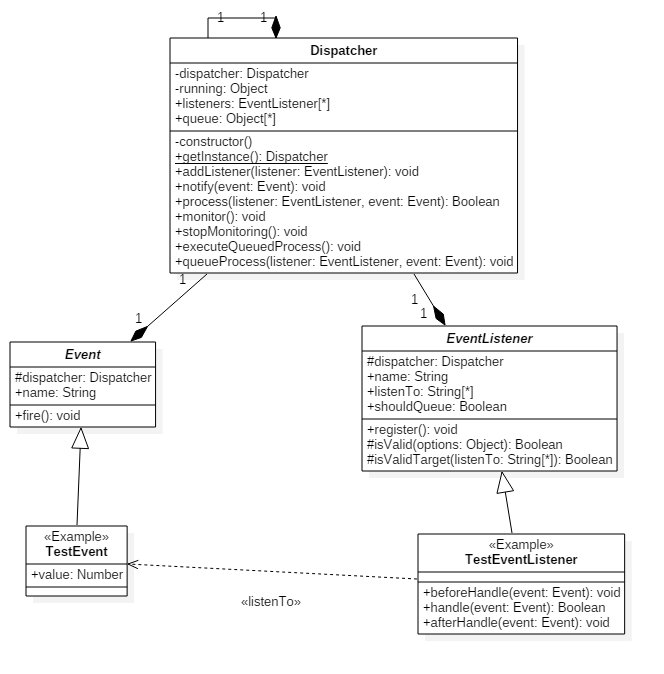 1 1
Dispatcher
-dispatcher: Dispatcher
-running: Object
+listeners: EventListener[*]
+queue: Object[*]
-constructor()
+getInstance(): Dispatcher
+addListener(listener: EventListener): void
+notify(event: Event): void
+process(listener: EventListener, event: Event): Boolean
+monitor(): void
+stopMonitoring(): void
+executeQueuedProcess(): void
+queueProcess(listener: EventListener, event: Event): void
1
1
1
1
Event
#dispatcher: Dispatcher
+name: String
+fire(): void
EventListener
#dispatcher: Dispatcher
+name: String
+listenTo: String[*]
+shouldQueue: Boolean
+register(): void
#isValid(options: Object): Boolean
#isValidTarget(listenTo: String[*]): Boolean
«Example»
TestEvent
+value: Number
«listenTo»
«Example»
TestEventListener
+beforeHandle(event: Event): void
+handle(event: Event): Boolean
+afterHandle(event: Event): void